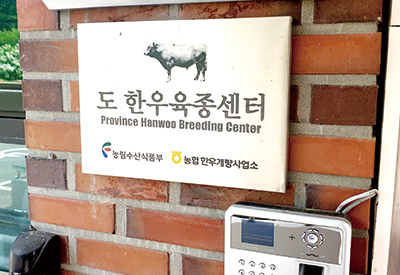 도 한우육종센터
Province Hanwoo Breeding Center
농림수산식품부 농협 한우개량사업소